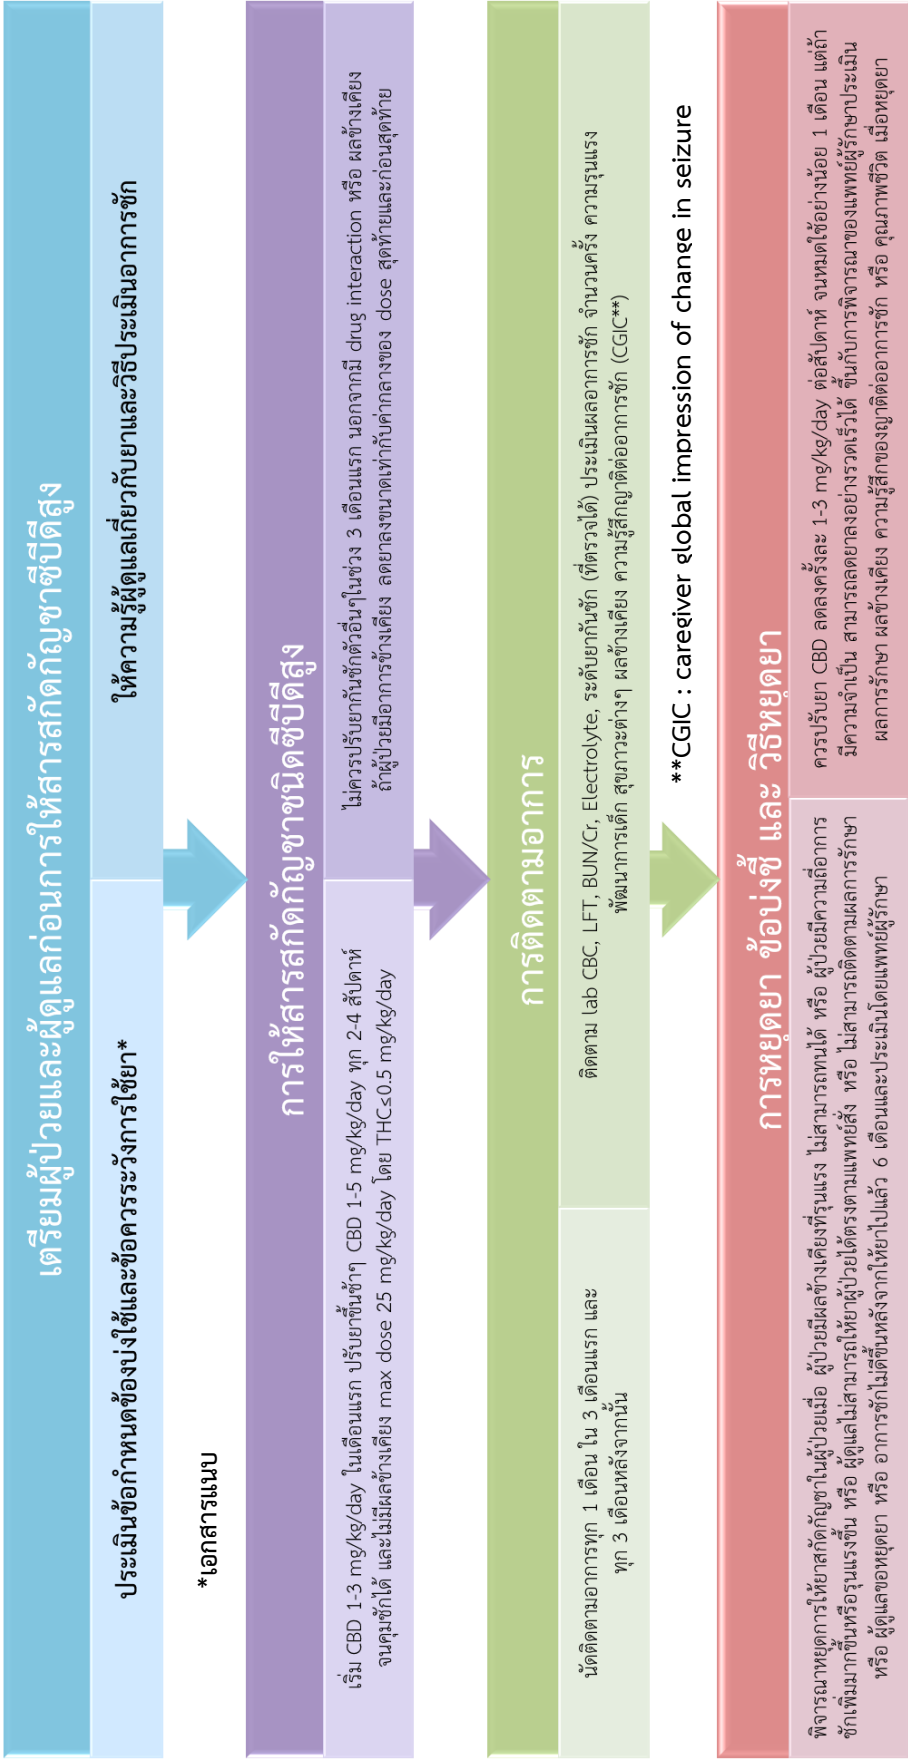 เตรียมผู้ป่วยและผู้ดูแลก่อนการให้สารสกัดกัญชาซีบีดีสูง
ประเมินข้อกำหนดข้องบ่งใช้และข้อควรระวังการใช้ยา*
ให้ความรู้ผู้ดูแลเกี่ยวกับยาและวิธีประเมินอาการชัก
*เอกสารแนบ
การให้สารสกัดกัญชาชนิดซีบีดีสูง
เริ่ม CBD 1-3 mg/kg/day ในเดือนแรก ปรับยาขึ้นช้าๆ CBD 1-5 mg/kg/day ทุก 2-4 สัปดาห์
จนคุมชักได้ และไม่มีผลข้างเคียง max dose 25 mg/kg/day โดย THC≤0.5 mg/kg/day
ไม่ควรปรับยากันชักตัวอื่นๆในช่วง 3 เดือนแรก นอกจากมี drug interaction หรือ ผลข้างเคียง
ถ้าผู้ป่วยมีอาการข้างเคียง ลดยาลงขนาดเท่ากับค่ากลางของ dose สุดท้ายและก่อนสุดท้าย
การติดตามอาการ
นัดติดตามอาการทุก 1 เดือน ใน 3 เดือนแรก และ
ทุก 3 เดือนหลังจากนั้น
ติดตาม lab CBC, LFT, BUN/Cr, Electrolyte, ระดับยากันชัก (ที่ตรวจได้) ประเมินผลอาการชัก จำนวนครั้ง ความรุนแรง
พัฒนาการเด็ก สุขภาวะต่างๆ ผลข้างเคียง ความรู้สึกญาติต่ออาการชัก (CGIC**)
**CGIC : caregiver global impression of change in seizure
การหยุดยา ข้อบ่งชี้ และ วิธีหยุดยา
พิจารณาหยุดการให้ยาสกัดกัญชาในผู้ป่วยเมื่อ ผู้ป่วยมีผลข้างเคียงที่รุนแรง ไม่สามารถทนได้ หรือ ผู้ป่วยมีความถี่อาการ
ชักเพิ่มมากขึ้นหรือรุนแรงขึ้น หรือ ผู้ดูแลไม่สามารถให้ยาผู้ป่วยได้ตรงตามแพทย์สั่ง หรือ ไม่สามารถติดตามผลการรักษา
หรือ ผู้ดูแลขอหยุดยา หรือ อาการชักไม่ดีขึ้นหลังจากให้ยาไปแล้ว 6 เดือนและประเมินโดยแพทย์ผู้รักษา
ควรปรับยา CBD ลดลงครั้งละ 1-3 mg/kg/day ต่อสัปดาห์ จนหมดใช้อย่างน้อย 1 เดือน แต่ถ้า
มีความจำเป็น สามารถลดยาลงอย่างรวดเร็วได้ ขึ้นกับการพิจารณาของแพทย์ผู้รักษาประเมิน
ผลการรักษา ผลข้างเคียง ความรู้สึกของญาติต่ออาการชัก หรือ คุณภาพชีวิต เมื่อหยุดยา